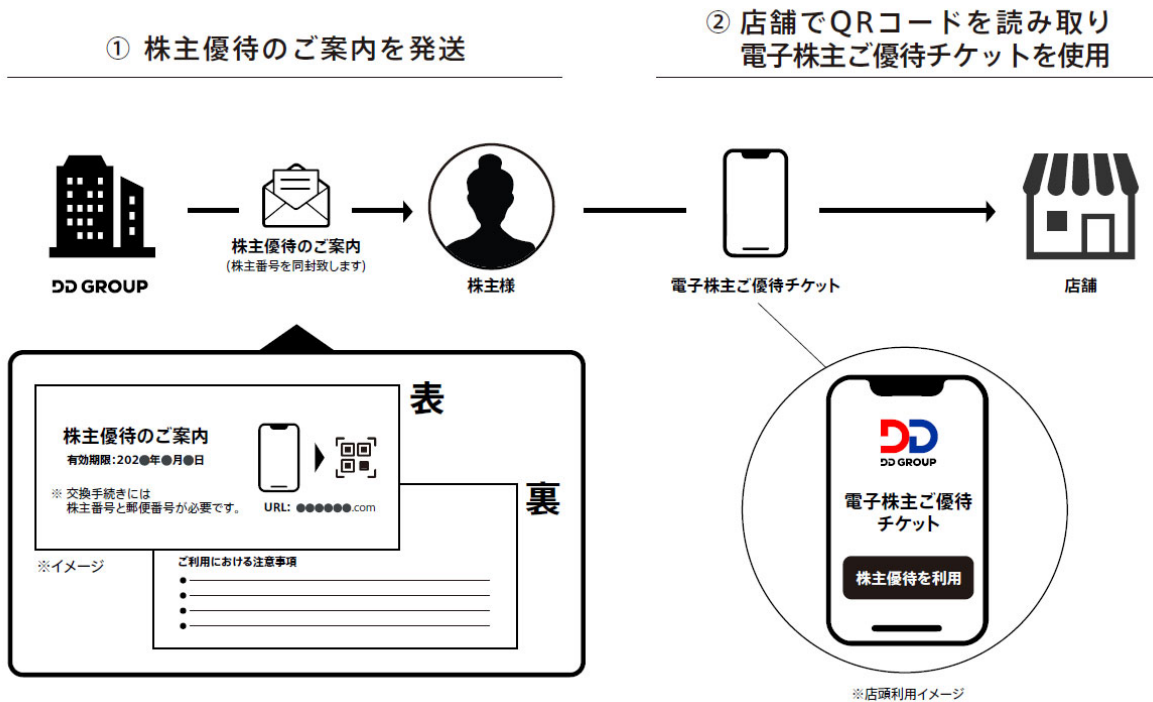 ① 株主優待のご案内を発送
② 店舗でQRコードを読み取り
電子株主ご優待チケットを使用
株主優待のご案内
(株主番号を同封致します)
DD GROUP
株主様
電子株主ご優待チケット
店舗
表
株主優待のご案内
有効期限:202●年●月●日
※ 交換手続きには
株主番号と郵便番号が必要です。
URL: ●●●●●●.com
裏
※イメージ
ご利用における注意事項
DD GROUP
電子株主ご優待
チケット
株主優待を利用
※店頭利用イメージ